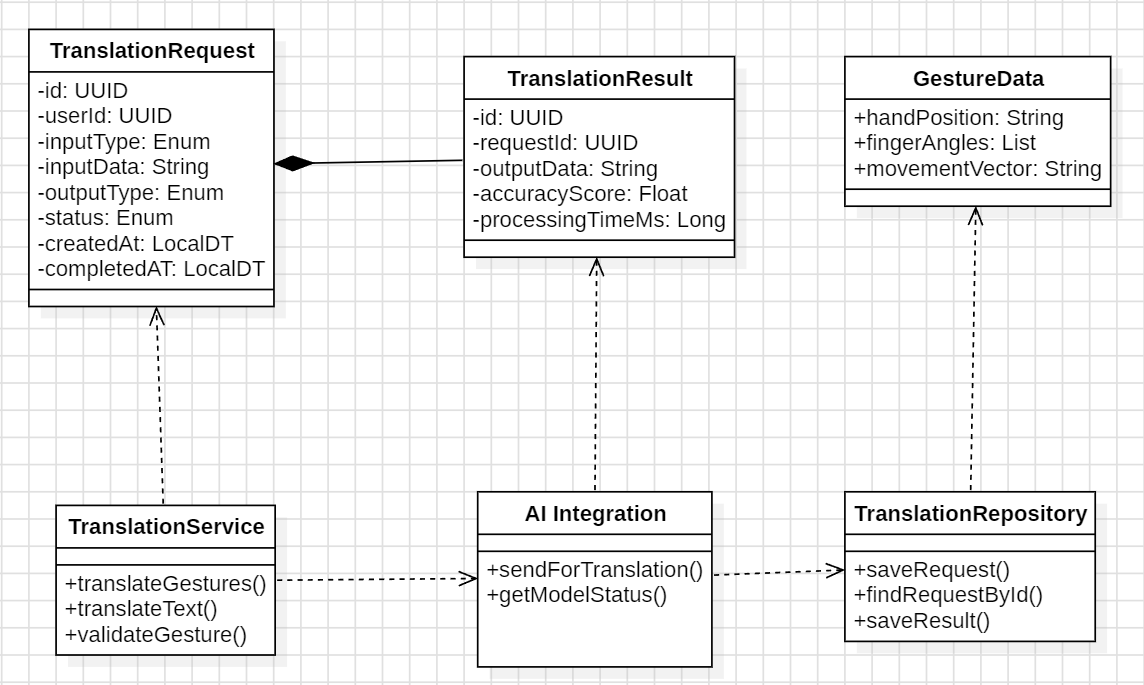 TranslationRequest
-id: UUID
-userId: UUID
-inputType: Enum
-inputData: String
-outputType: Enum
-status: Enum
-createdAt: LocalDT
-completedAT: LocalDT
TranslationResult
-id: UUID
-requestId: UUID
-outputData: String
-accuracyScore: Float
-processingTimeMs: Long
GestureData
+handPosition: String
+fingerAngles: List
+movementVector: String
TranslationService
+translateGestures()
+translateText()
+validateGesture()
AI Integration
+sendForTranslation()
+getModelStatus()
TranslationRepository
+saveRequest()
+findRequestById()
+saveResult()